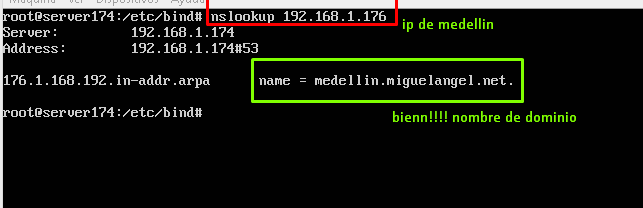 root@server174:/etc/bind# nslookup 192.168.1.176
ip de medellin
Server: 192.168.1.174
Address: 192.168.1.174#53
176.1.168.192.in-addr.arpa name = medellin.miguelangel.net.
root@server174:/etc/bind#
bienn!!!! nombre de dominio